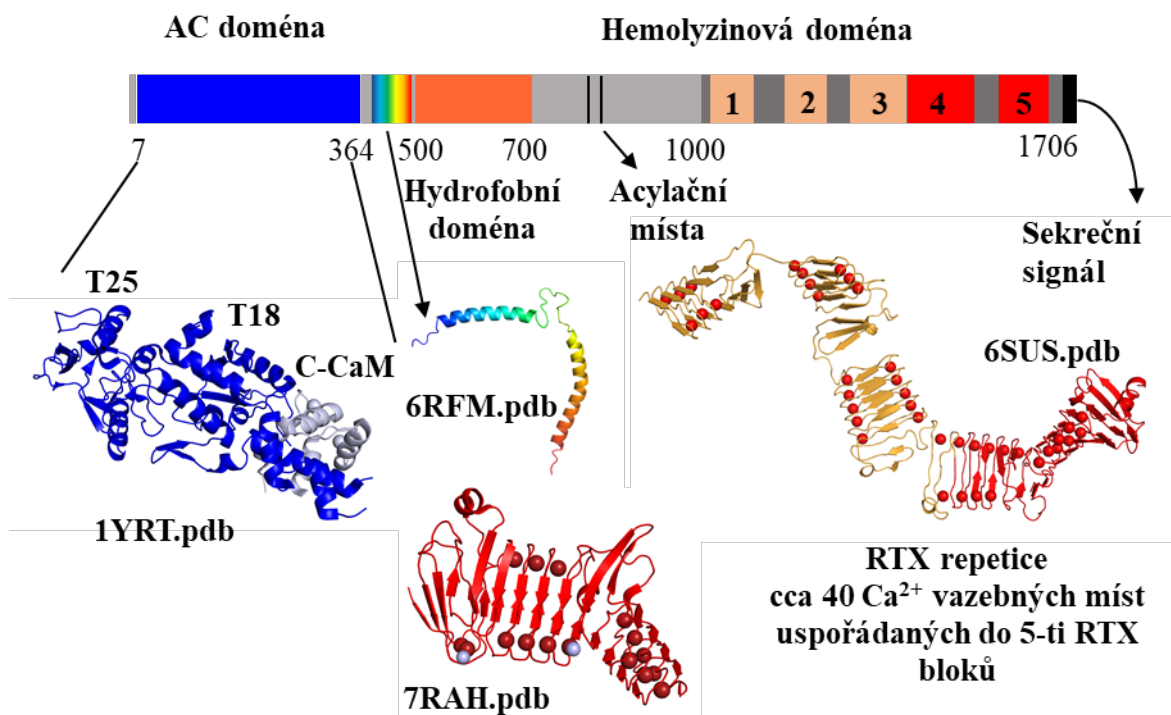 AC doména
Hemolyzinová doména
1 2 3 4 5
7 364 500 700 1000 1706
Hydrofobní
doména
Acylační
místa
Sekreční
signál
T25
T18
C-CaM
1YRT.pdb
6RFM.pdb
7RAH.pdb
6SUS.pdb
RTX repetice
cca 40 Ca²⁺ vazebných míst
uspořádaných do 5-ti RTX
bloků